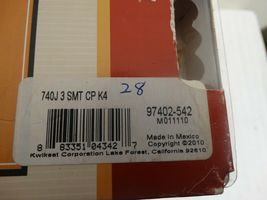 740J 3 SMT CP K4
28
97402-542
M011110
8 83351 04342 7
Made in Mexico
Copyright ©2010
Kwikset Corporation Lake Forest, California 92610